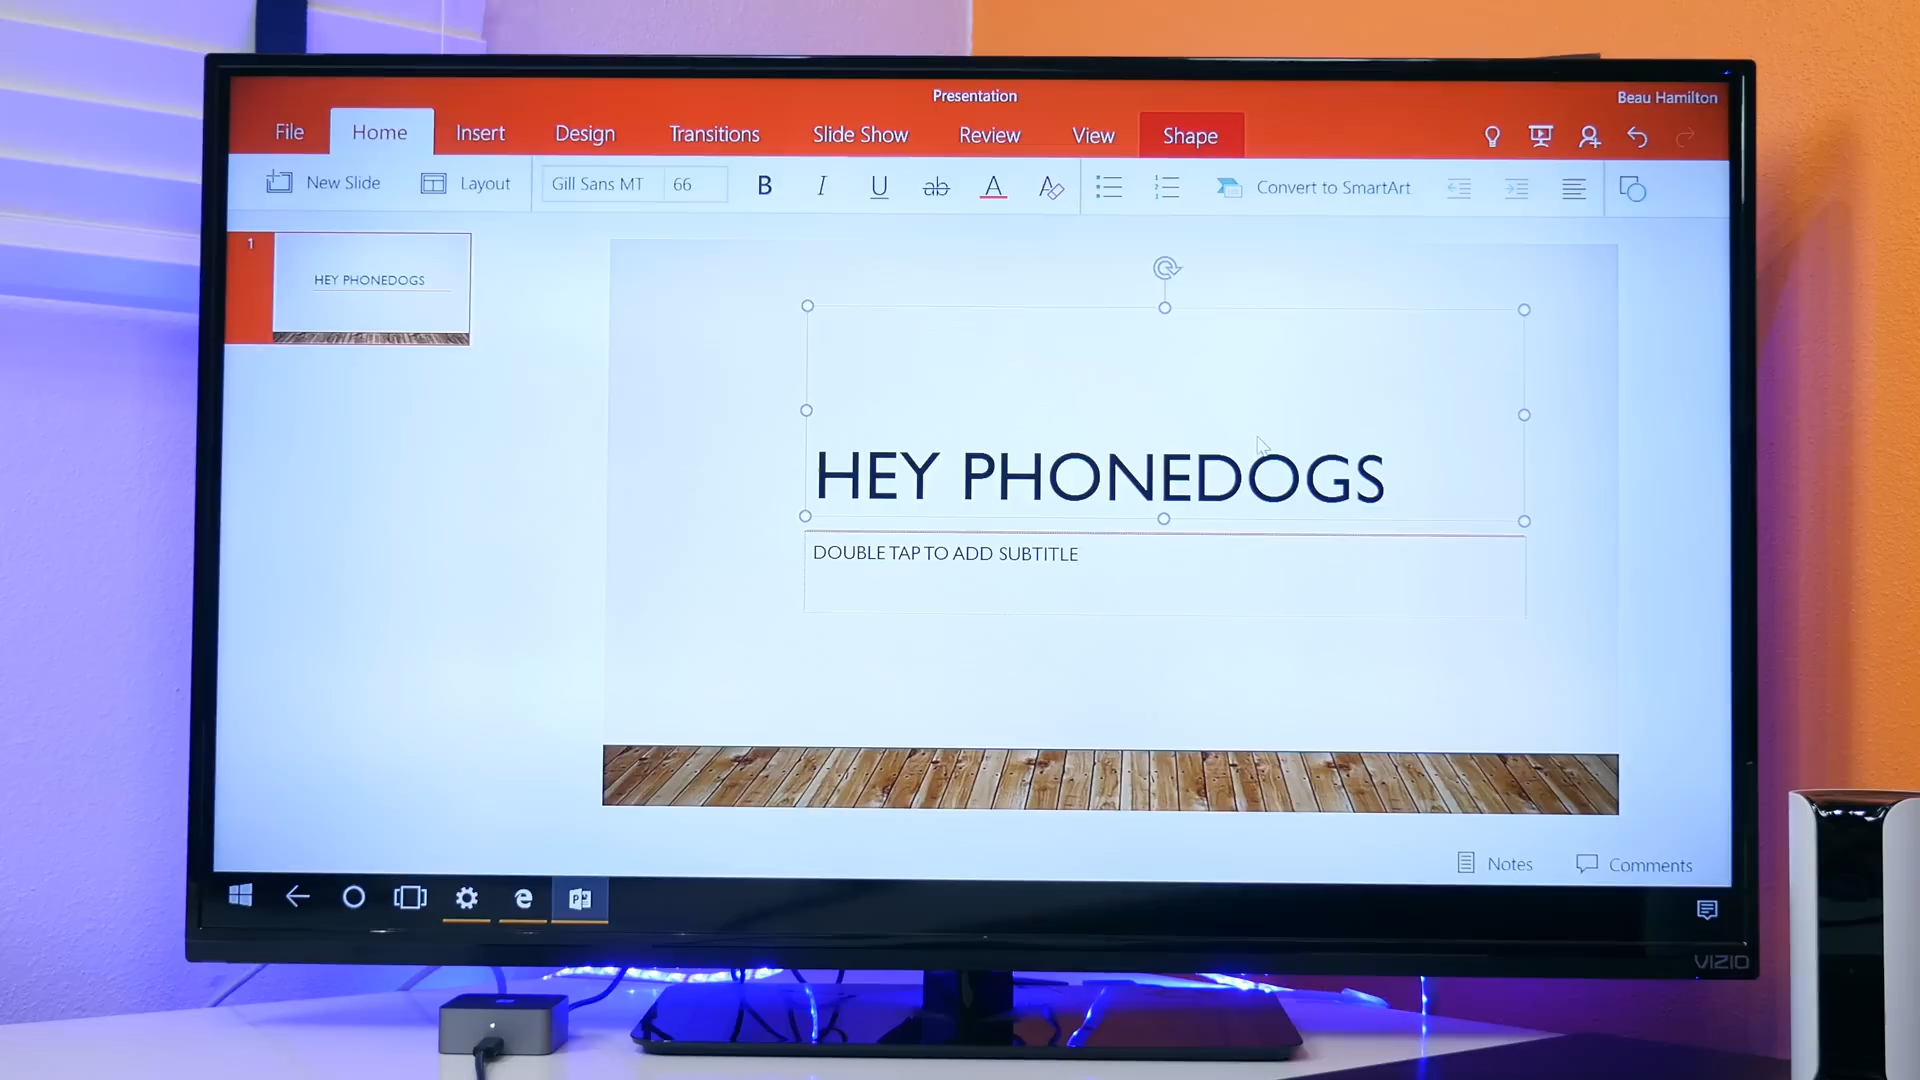 Presentation
Beau Hamilton
File Home Insert Design Transitions Slide Show Review View Shape
New Slide Layout Gill Sans MT 66 B I U ab A A Convert to SmartArt
1
HEY PHONEDOGS
HEY PHONEDOGS
DOUBLE TAP TO ADD SUBTITLE
Notes Comments
VIZIO